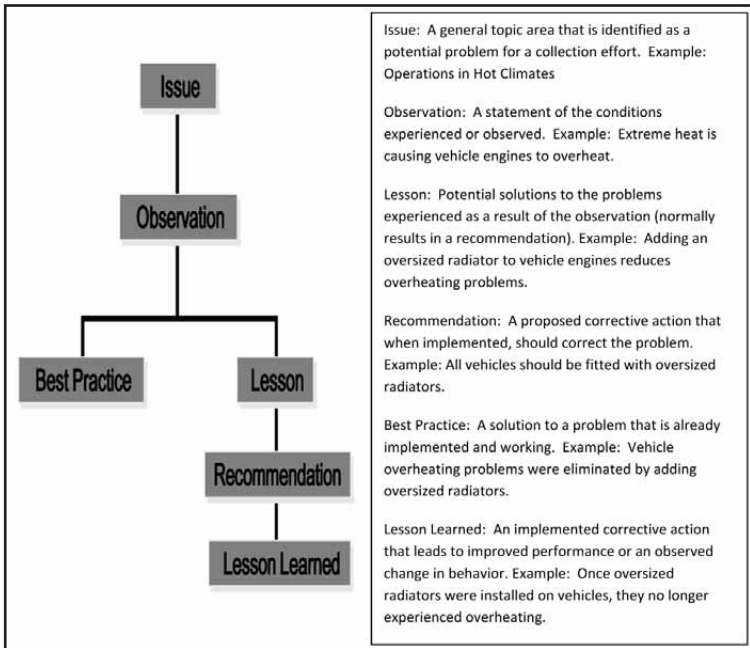 Issue
Observation
Best Practice
Lesson
Recommendation
Lesson Learned
Issue: A general topic area that is identified as a
potential problem for a collection effort. Example:
Operations in Hot Climates
Observation: A statement of the conditions
experienced or observed. Example: Extreme heat is
causing vehicle engines to overheat.
Lesson: Potential solutions to the problems
experienced as a result of the observation (normally
results in a recommendation). Example: Adding an
oversized radiator to vehicle engines reduces
overheating problems.
Recommendation: A proposed corrective action that
when implemented, should correct the problem.
Example: All vehicles should be fitted with oversized
radiators.
Best Practice: A solution to a problem that is already
implemented and working. Example: Vehicle
overheating problems were eliminated by adding
oversized radiators.
Lesson Learned: An implemented corrective action
that leads to improved performance or an observed
change in behavior. Example: Once oversized
radiators were installed on vehicles, they no longer
experienced overheating.